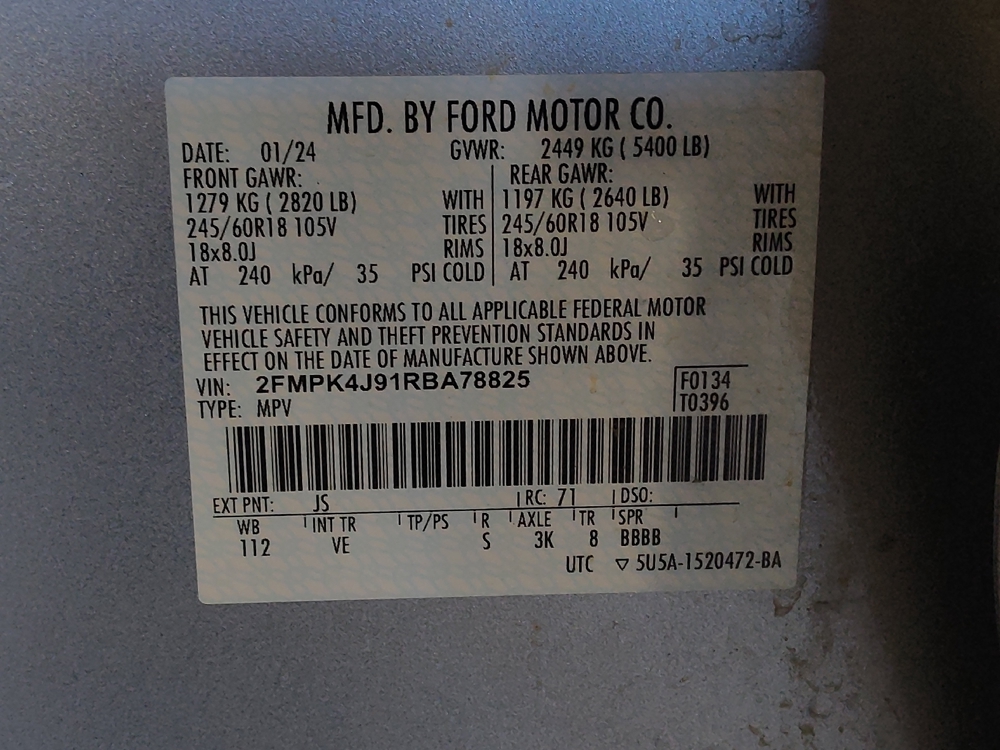 MFD. BY FORD MOTOR CO.
DATE: 01/24 GVWR: 2449 KG ( 5400 LB)
FRONT GAWR: REAR GAWR:
1279 KG ( 2820 LB) WITH 1197 KG ( 2640 LB) WITH
245/60R18 105V TIRES 245/60R18 105V TIRES
18x8.0J RIMS 18x8.0J RIMS
AT 240 kPa/ 35 PSI COLD AT 240 kPa/ 35 PSI COLD
THIS VEHICLE CONFORMS TO ALL APPLICABLE FEDERAL MOTOR
VEHICLE SAFETY AND THEFT PREVENTION STANDARDS IN
EFFECT ON THE DATE OF MANUFACTURE SHOWN ABOVE.
VIN: 2FMPK4J91RBA78825 F0134
TYPE: MPV T0396
EXT PNT: JS RC: 71 DSO:
WB INT TR TP/PS R AXLE TR SPR
112 VE S 3K 8 BBBB
UTC ▽ 5U5A-1520472-BA